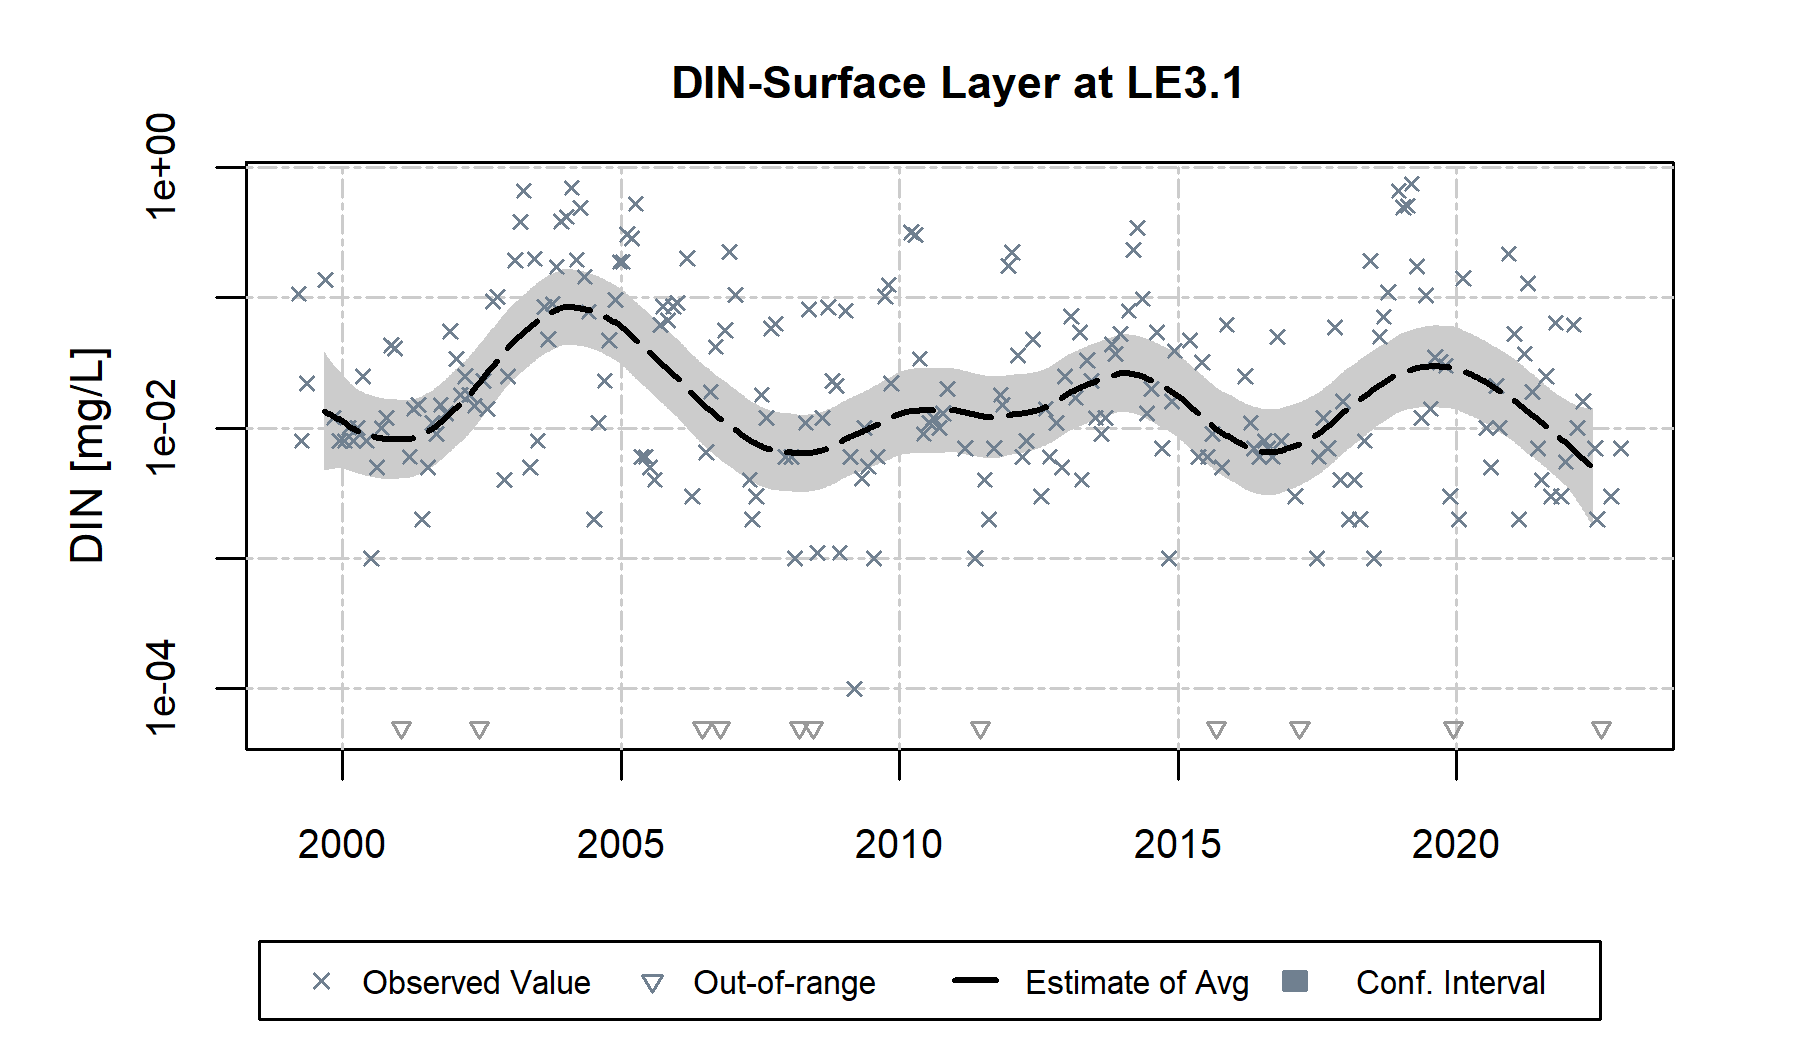 DIN-Surface Layer at LE3.1
DIN [mg/L]
1e+00
1e-02
1e-04
2000 2005 2010 2015 2020
Observed Value Out-of-range Estimate of Avg Conf. Interval